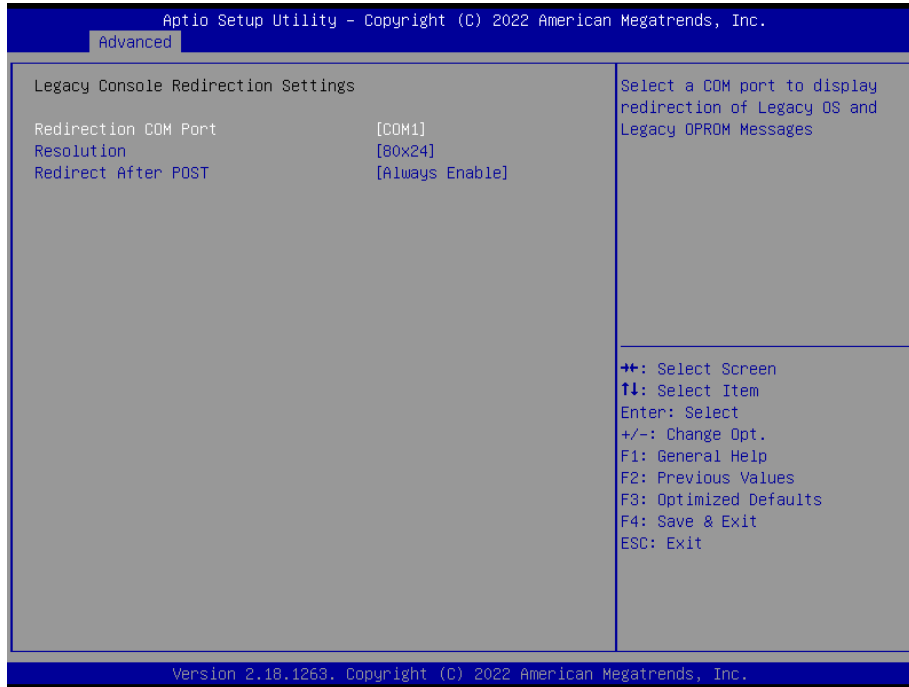 Aptio Setup Utility – Copyright (C) 2022 American Megatrends, Inc.
Advanced
Legacy Console Redirection Settings
Redirection COM Port [COM1]
Resolution [80x24]
Redirect After POST [Always Enable]
Select a COM port to display
redirection of Legacy OS and
Legacy OPROM Messages
→←: Select Screen
↑↓: Select Item
Enter: Select
+/-: Change Opt.
F1: General Help
F2: Previous Values
F3: Optimized Defaults
F4: Save & Exit
ESC: Exit
Version 2.18.1263. Copyright (C) 2022 American Megatrends, Inc.